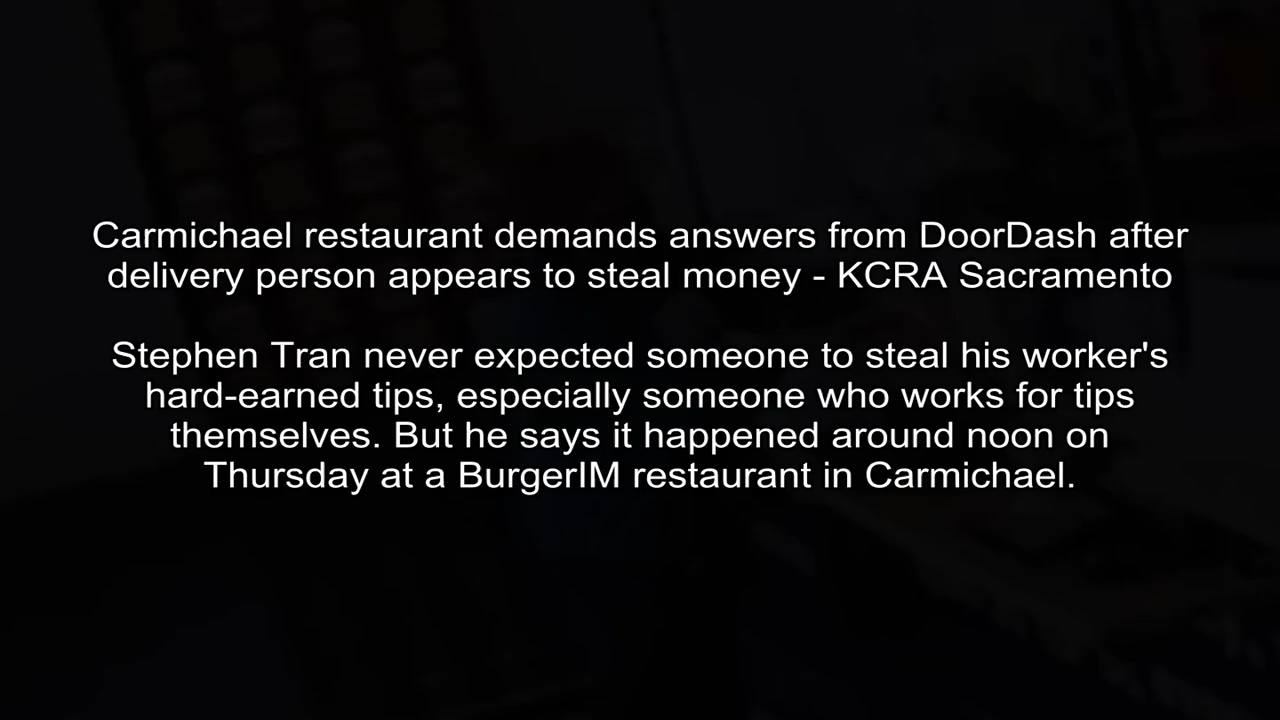 Carmichael restaurant demands answers from DoorDash after
delivery person appears to steal money - KCRA Sacramento
Stephen Tran never expected someone to steal his worker's
hard-earned tips, especially someone who works for tips
themselves. But he says it happened around noon on
Thursday at a BurgerIM restaurant in Carmichael.